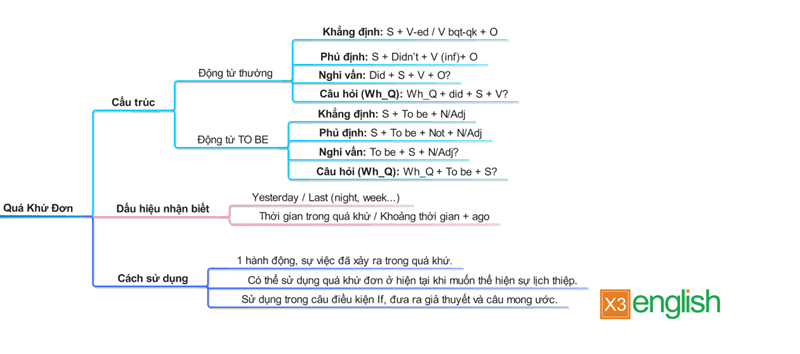 Quá Khứ Đơn
Cấu trúc
Động từ thường
Khẳng định: S + V-ed / V bqt-qk + O
Phủ định: S + Didn't + V (inf)+ O
Nghi vấn: Did + S + V + O?
Câu hỏi (Wh_Q): Wh_Q + did + S + V?
Động từ TO BE
Khẳng định: S + To be + N/Adj
Phủ định: S + To be + Not + N/Adj
Nghi vấn: To be + S + N/Adj?
Câu hỏi (Wh_Q): Wh_Q + To be + S?
Dấu hiệu nhận biết
Yesterday / Last (night, week...)
Thời gian trong quá khứ / Khoảng thời gian + ago
Cách sử dụng
1 hành động, sự việc đã xảy ra trong quá khứ.
Có thể sử dụng quá khứ đơn ở hiện tại khi muốn thể hiện sự lịch thiệp.
Sử dụng trong câu điều kiện If, đưa ra giả thuyết và câu mong ước.
X3 english